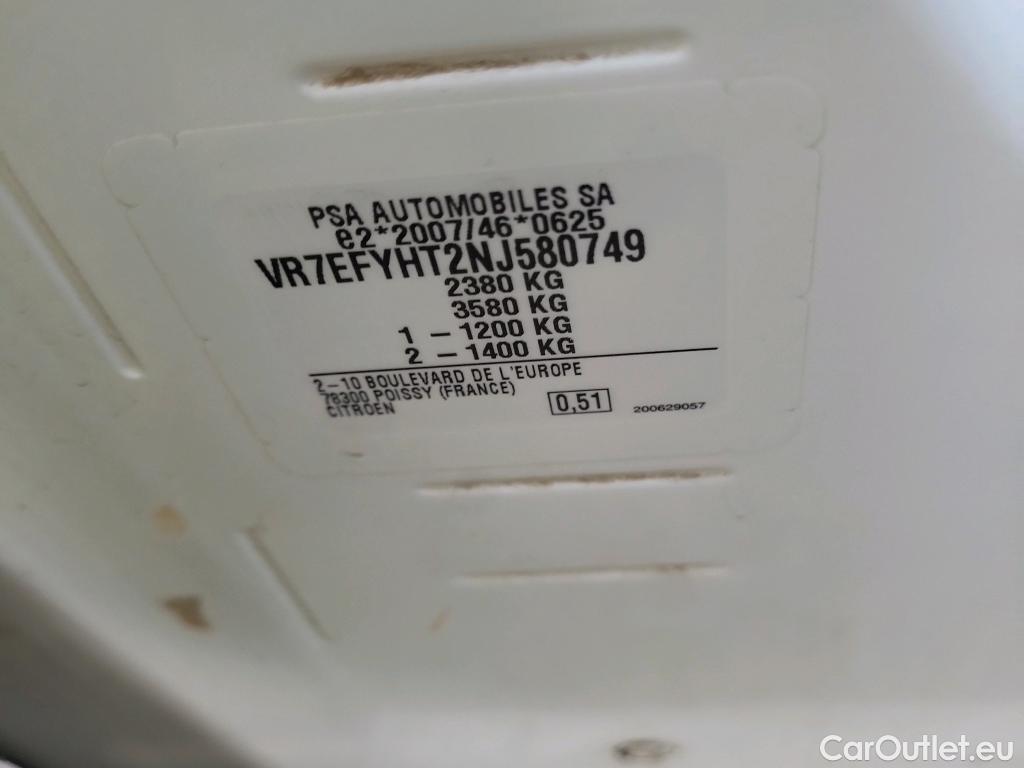 PSA AUTOMOBILES SA
e2*2007/46*0625
VR7EFYHT2NJ580749
2380 KG
3580 KG
1 – 1200 KG
2 – 1400 KG
2–10 BOULEVARD DE L'EUROPE
78300 POISSY (FRANCE)
CITROEN
0,51
200629057
CarOutlet.eu